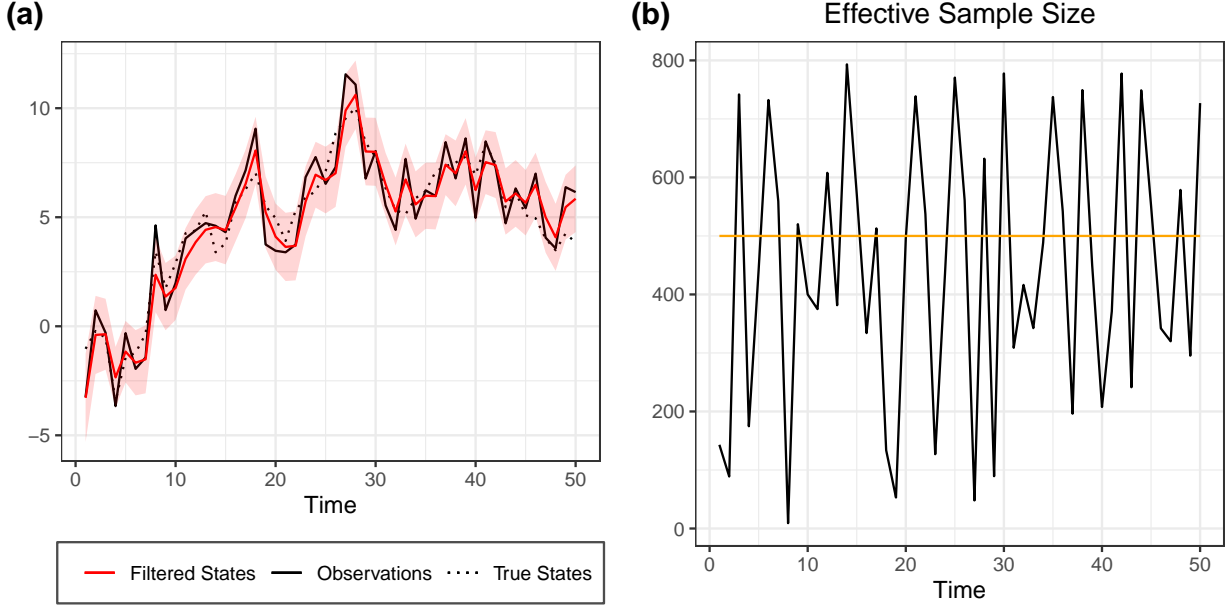 (a)
10
5
0
−5
0 10 20 30 40 50
Time
Filtered States Observations True States
(b)
Effective Sample Size
800
600
400
200
0
0 10 20 30 40 50
Time